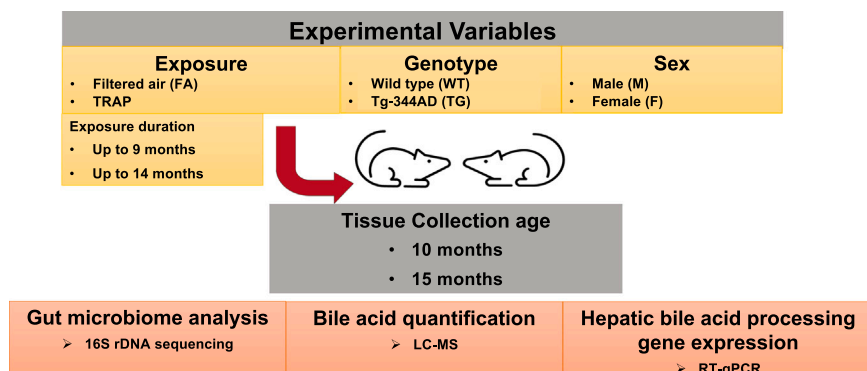 Experimental Variables
Exposure
• Filtered air (FA)
• TRAP
Genotype
• Wild type (WT)
• Tg-344AD (TG)
Sex
• Male (M)
• Female (F)
Exposure duration
• Up to 9 months
• Up to 14 months
Tissue Collection age
• 10 months
• 15 months
Gut microbiome analysis
➢ 16S rDNA sequencing
Bile acid quantification
➢ LC-MS
Hepatic bile acid processing
gene expression
➢ RT-qPCR